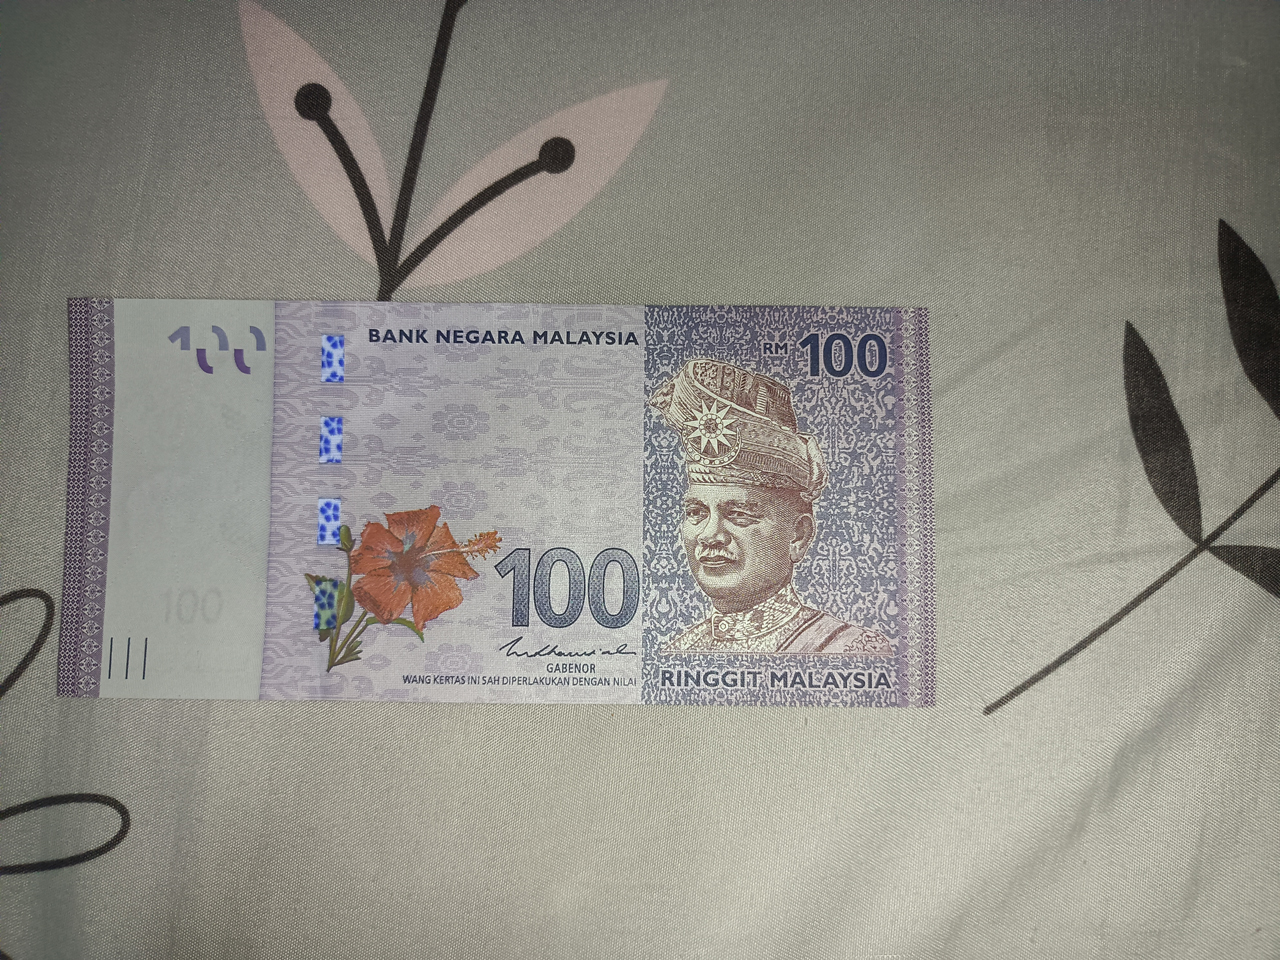 BANK NEGARA MALAYSIA
RM 100
100
100
GABENOR
WANG KERTAS INI SAH DIPERLAKUKAN DENGAN NILAI
RINGGIT MALAYSIA